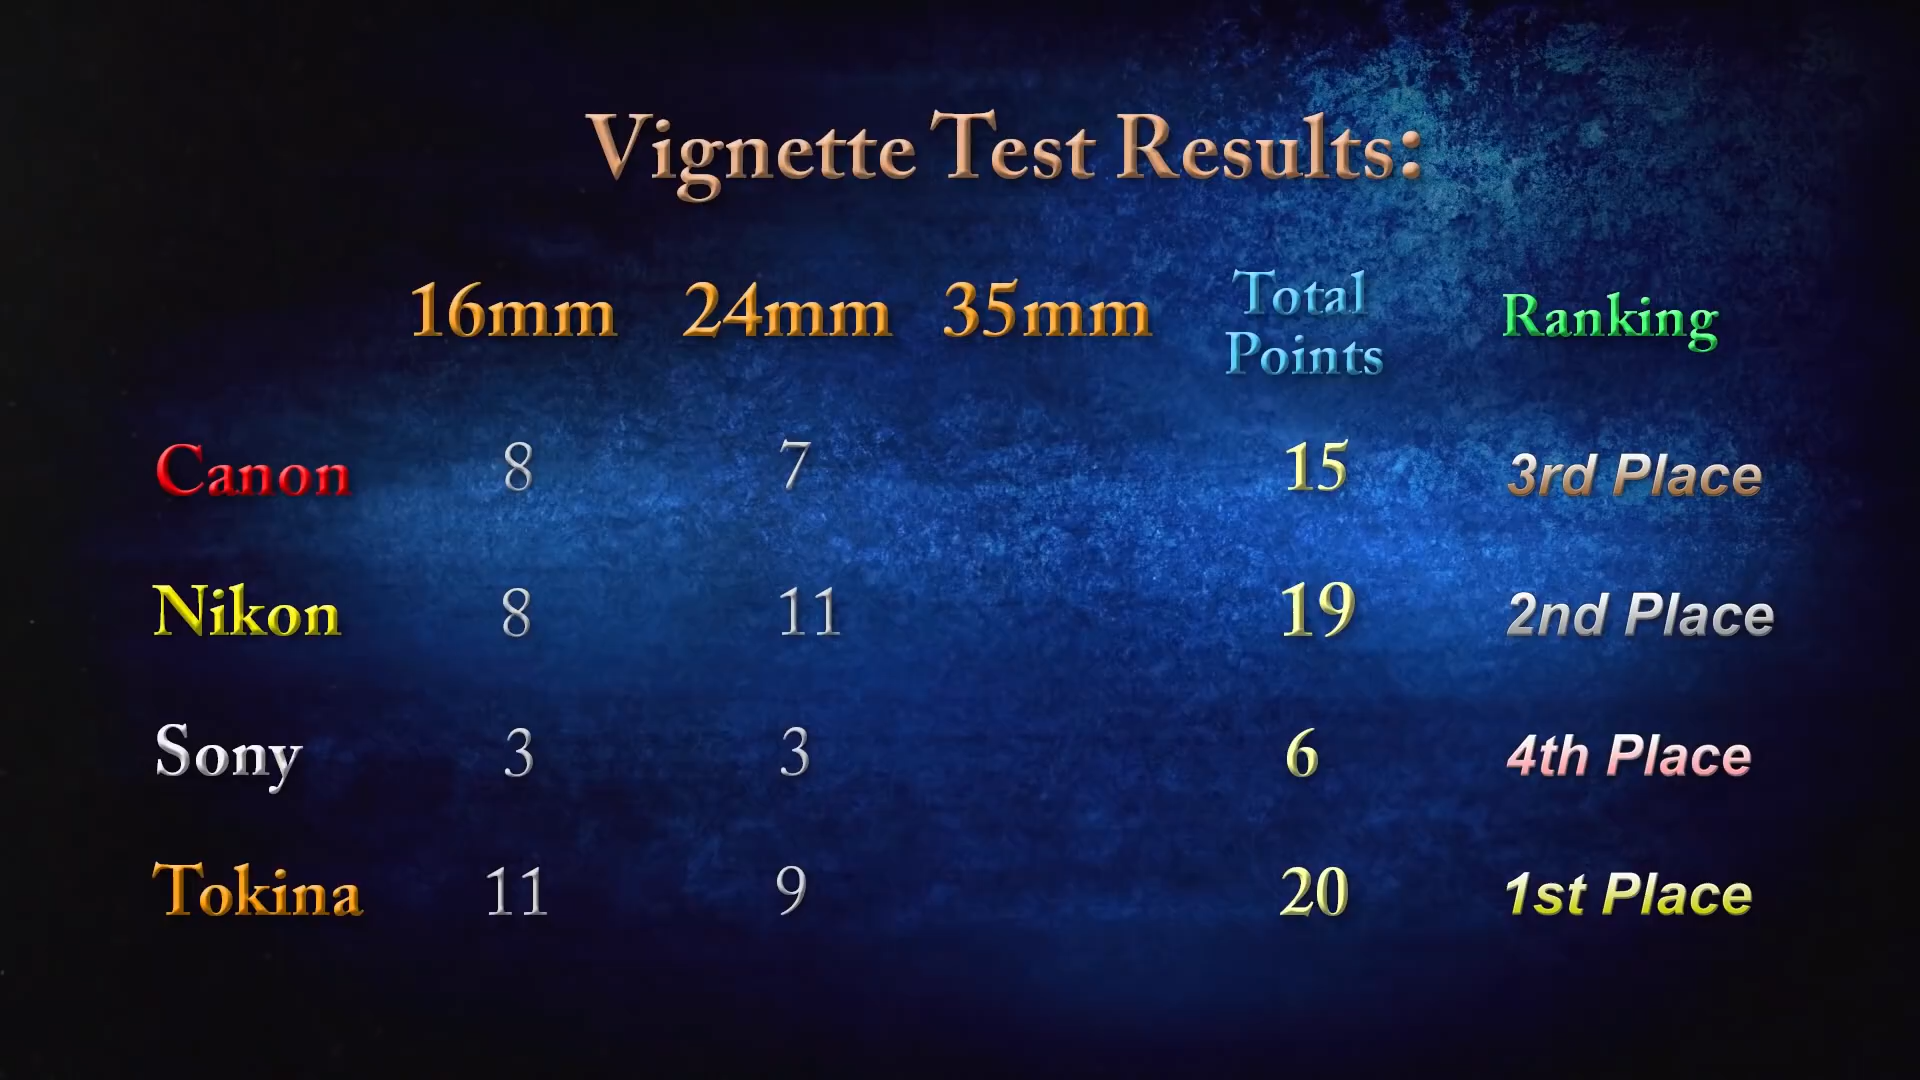 Vignette Test Results:
16mm 24mm 35mm Total Points Ranking
Canon 8 7 15 3rd Place
Nikon 8 11 19 2nd Place
Sony 3 3 6 4th Place
Tokina 11 9 20 1st Place